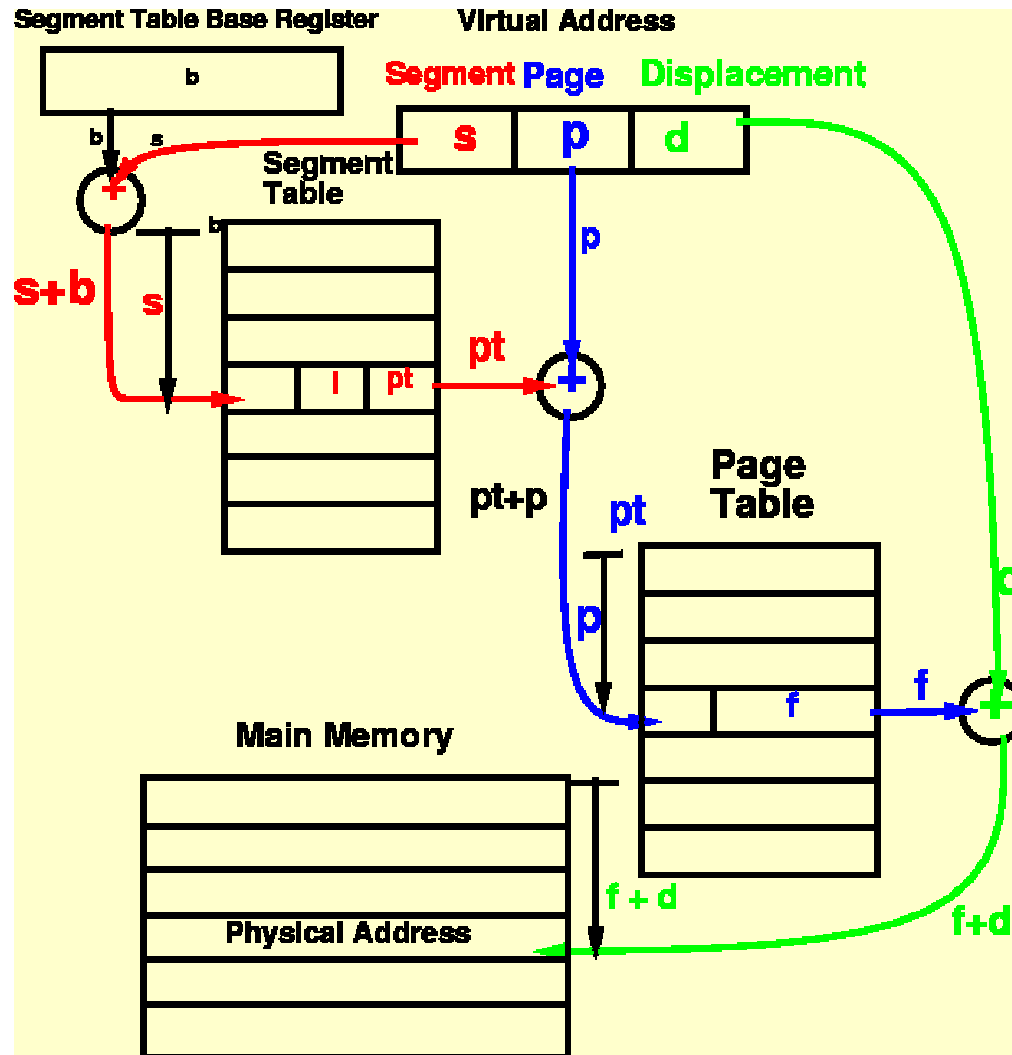 Segment Table Base Register
Virtual Address
b
Segment Page Displacement
s p d
b s
+
Segment
Table
b
p
s+b
s
pt
l pt
+
Page
Table
pt+p
pt
p
d
f
f
+
Main Memory
f + d
f+d
Physical Address